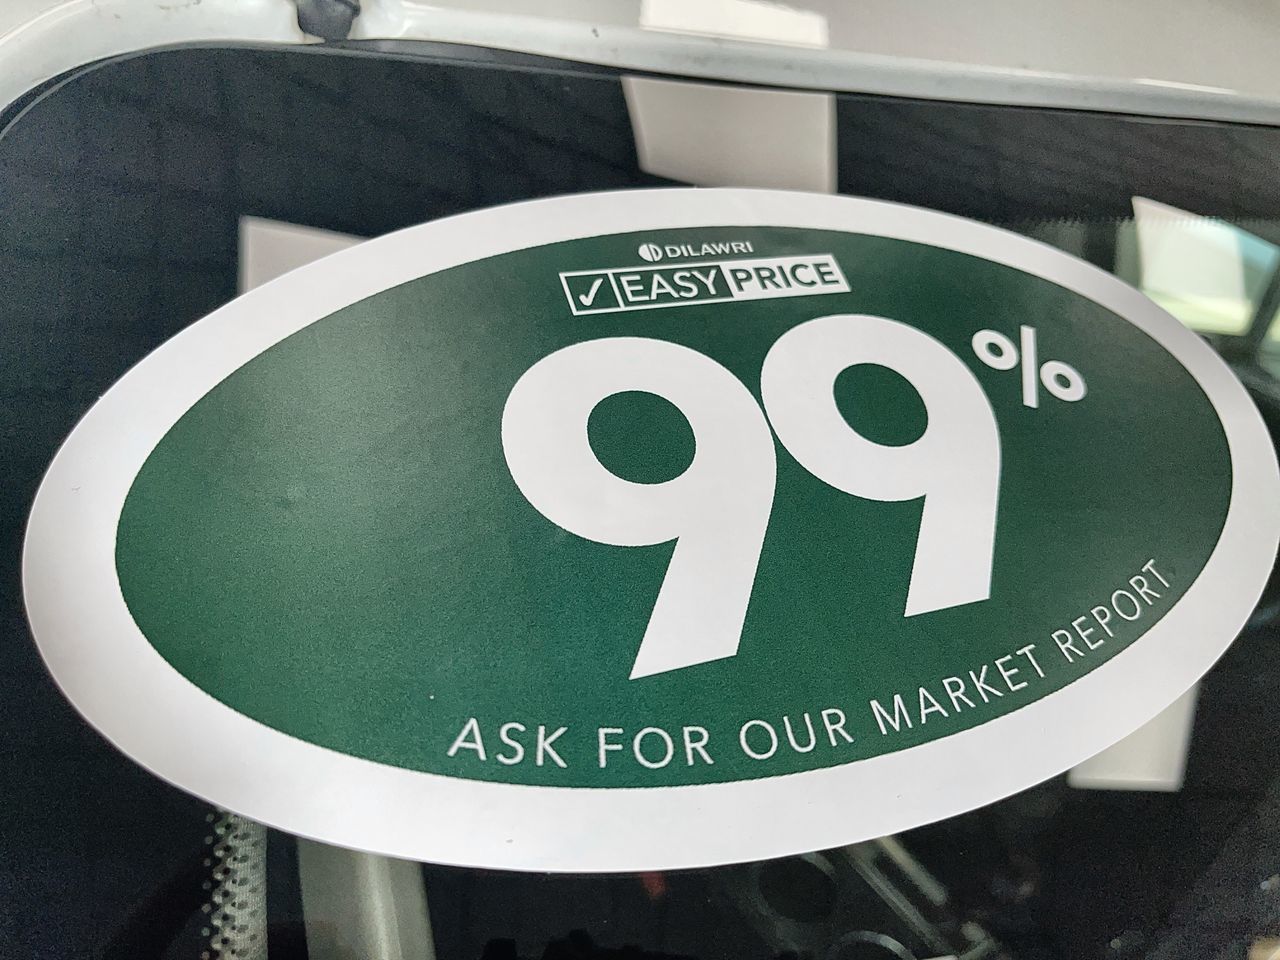 DILAWRI
✓ EASY PRICE
99%
ASK FOR OUR MARKET REPORT